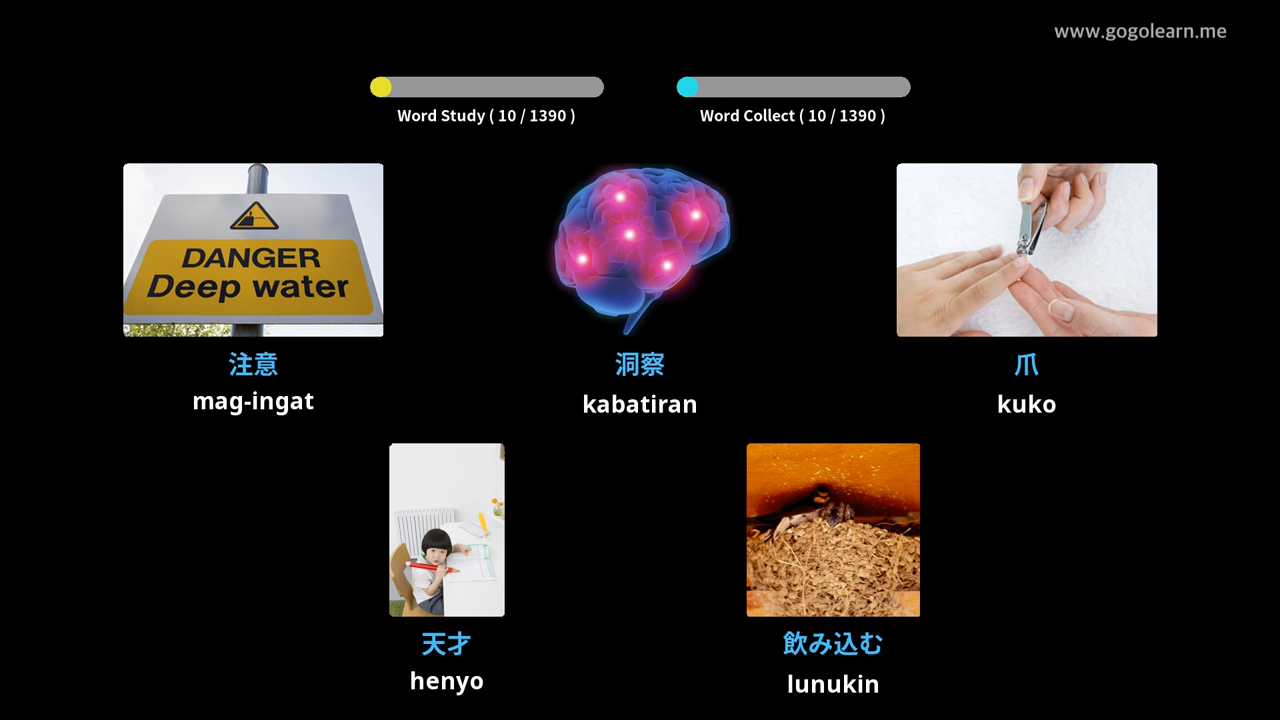 www.gogolearn.me
Word Study ( 10 / 1390 )
Word Collect ( 10 / 1390 )
DANGER
Deep water
注意
mag-ingat
洞察
kabatiran
爪
kuko
天才
henyo
飲み込む
lunukin